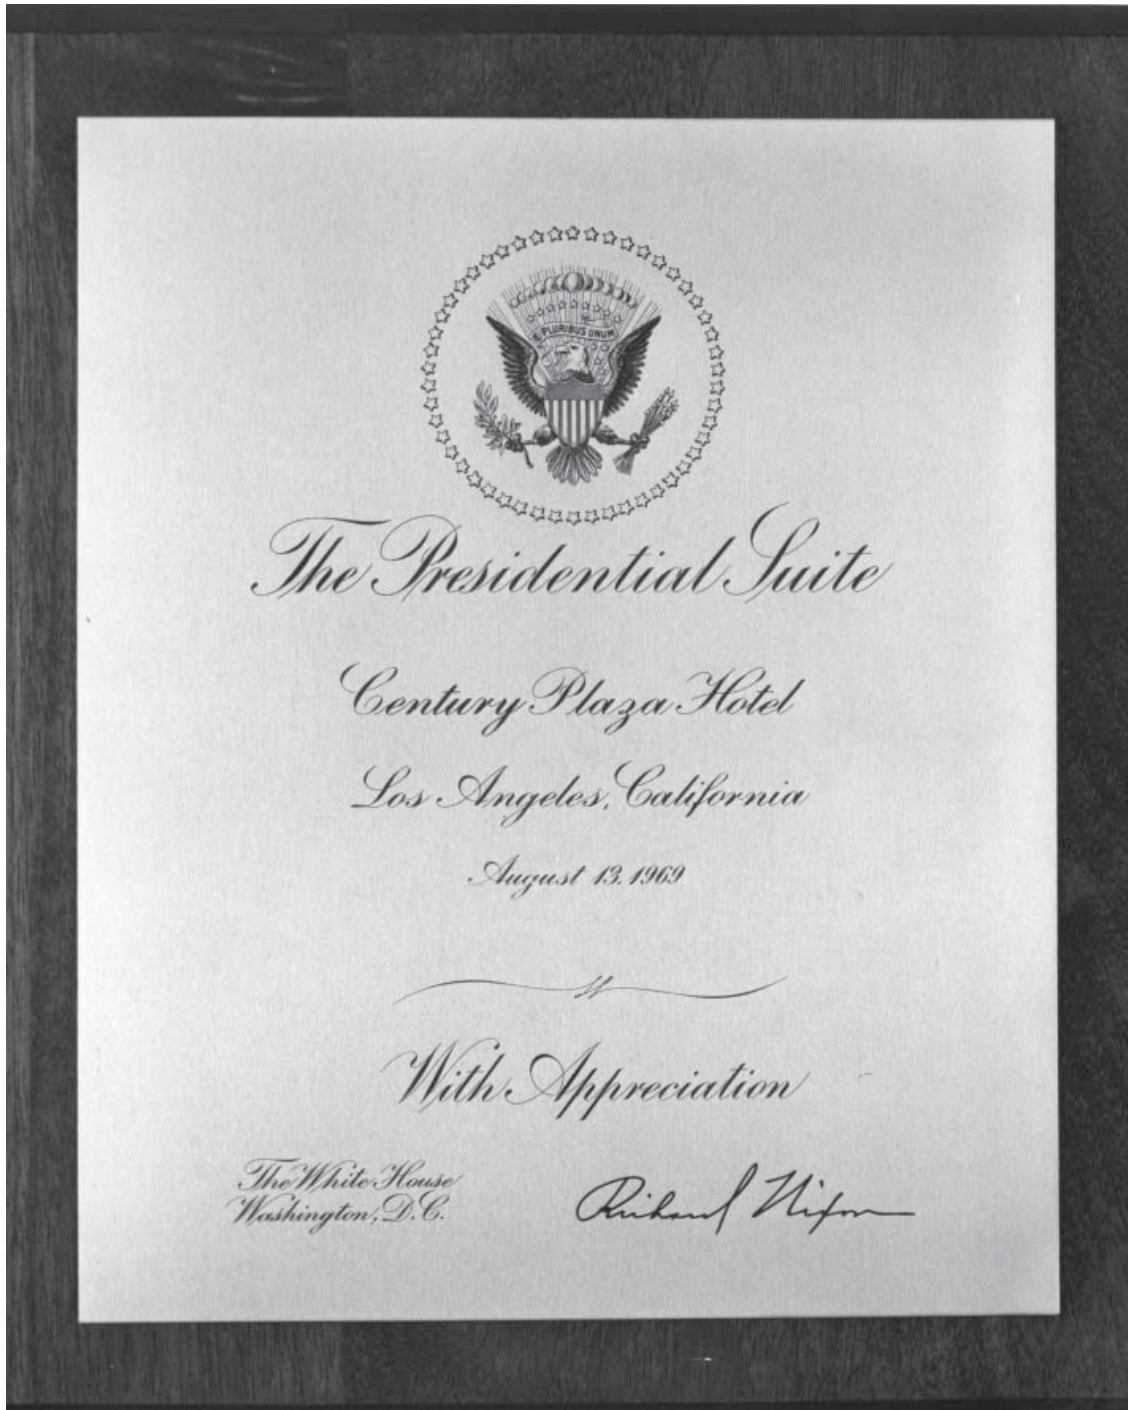 E PLURIBUS UNUM
The Presidential Suite
Century Plaza Hotel
Los Angeles, California
August 13, 1969
With Appreciation
The White House
Washington, D.C.
Richard Nixon